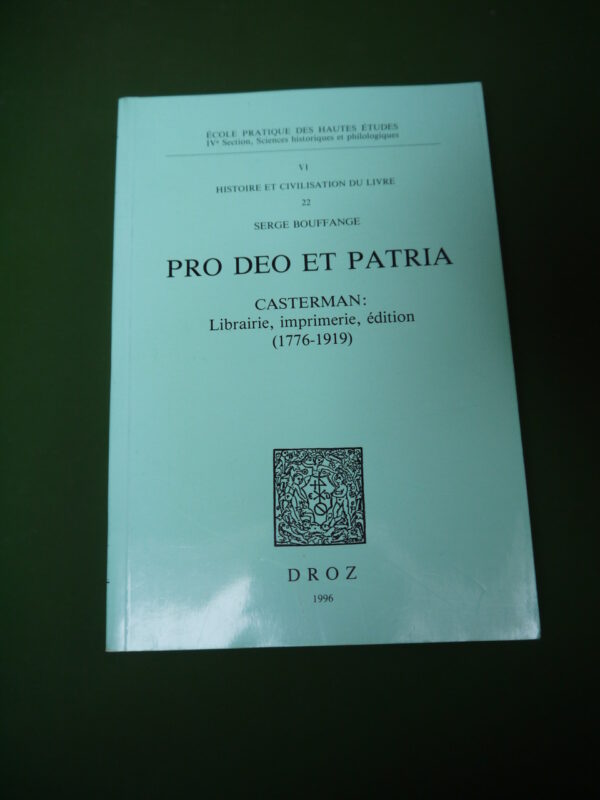 ÉCOLE PRATIQUE DES HAUTES ÉTUDES
IVe Section, Sciences historiques et philologiques
VI
HISTOIRE ET CIVILISATION DU LIVRE
22
SERGE BOUFFANGE
PRO DEO ET PATRIA
CASTERMAN:
Librairie, imprimerie, édition
(1776-1919)
DROZ
1996